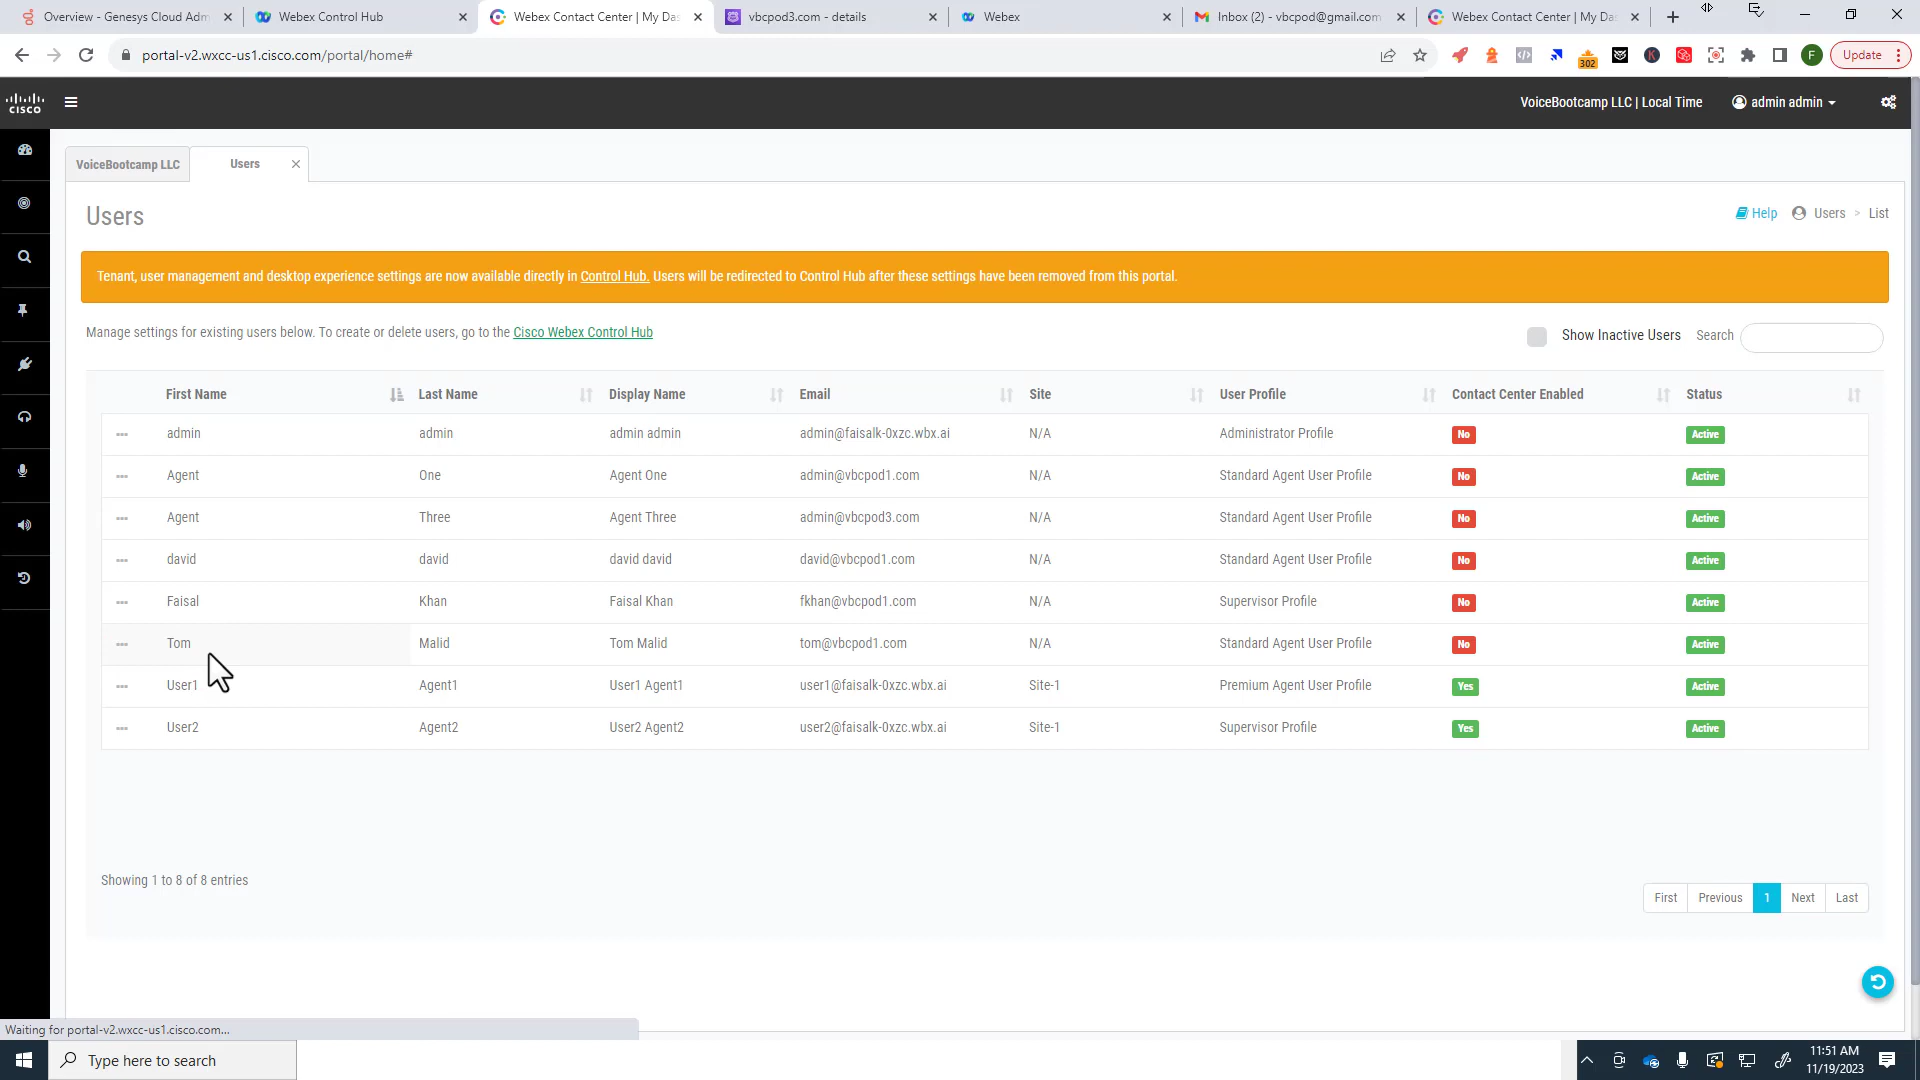 Overview - Genesys Cloud Adm
Webex Control Hub
Webex Contact Center | My Das
vbcpod3.com - details
Webex
Inbox (2) - vbcpod@gmail.com
Webex Contact Center | My Das
portal-v2.wxcc-us1.cisco.com/portal/home#
302
K
F
Update
CISCO
VoiceBootcamp LLC | Local Time
admin admin
VoiceBootcamp LLC
Users
Users
Help
Users > List
Tenant, user management and desktop experience settings are now available directly in Control Hub. Users will be redirected to Control Hub after these settings have been removed from this portal.
Manage settings for existing users below. To create or delete users, go to the Cisco Webex Control Hub
Show Inactive Users
Search
First Name Last Name Display Name Email Site User Profile Contact Center Enabled Status
admin admin admin admin admin@faisalk-0xzc.wbx.ai N/A Administrator Profile No Active
Agent One Agent One admin@vbcpod1.com N/A Standard Agent User Profile No Active
Agent Three Agent Three admin@vbcpod3.com N/A Standard Agent User Profile No Active
david david david david david@vbcpod1.com N/A Standard Agent User Profile No Active
Faisal Khan Faisal Khan fkhan@vbcpod1.com N/A Supervisor Profile No Active
Tom Malid Tom Malid tom@vbcpod1.com N/A Standard Agent User Profile No Active
User1 Agent1 User1 Agent1 user1@faisalk-0xzc.wbx.ai Site-1 Premium Agent User Profile Yes Active
User2 Agent2 User2 Agent2 user2@faisalk-0xzc.wbx.ai Site-1 Supervisor Profile Yes Active
Showing 1 to 8 of 8 entries
First Previous 1 Next Last
Waiting for portal-v2.wxcc-us1.cisco.com...
Type here to search
11:51 AM
11/19/2023